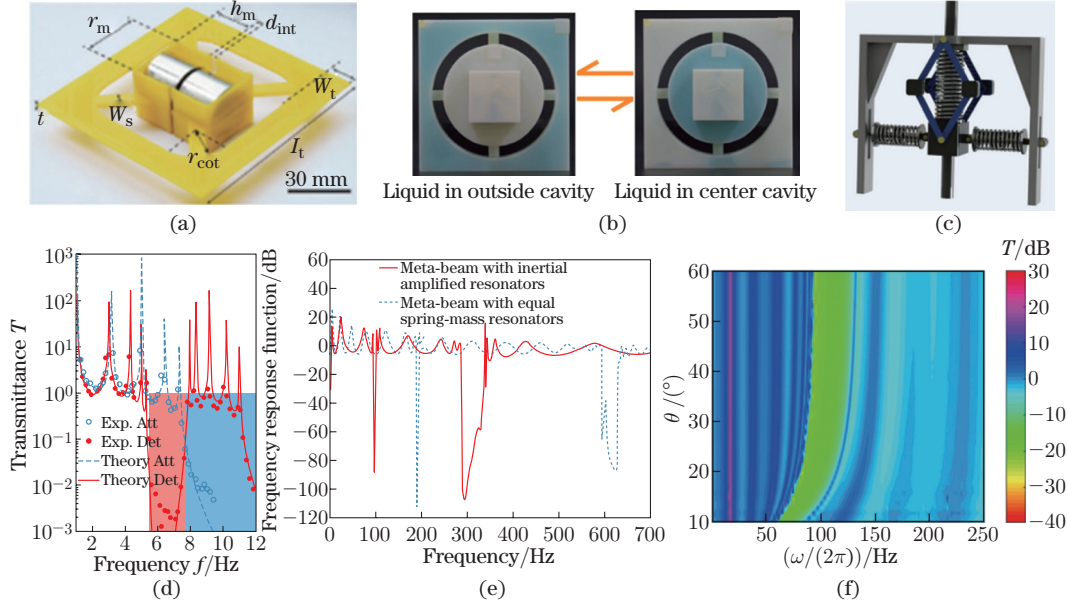 r_m
h_m
d_int
W_t
t
W_s
I_t
r_cot
30 mm
(a)
Liquid in outside cavity
Liquid in center cavity
(b)
(c)
Transmittance T
10^3
10^2
10^1
10^0
10^-1
10^-2
10^-3
Exp. Att
Exp. Det
Theory Att
Theory Det
2 4 6 8 10 12
Frequency f/Hz
(d)
Frequency response function/dB
60
40
20
0
−20
−40
−60
−80
−100
−120
Meta-beam with inertial
amplified resonators
Meta-beam with equal
spring-mass resonators
0 100 200 300 400 500 600 700
Frequency/Hz
(e)
θ/(°)
60
50
40
30
20
10
50 100 150 200 250
(ω/(2π))/Hz
T/dB
30
20
10
0
−10
−20
−30
−40
(f)